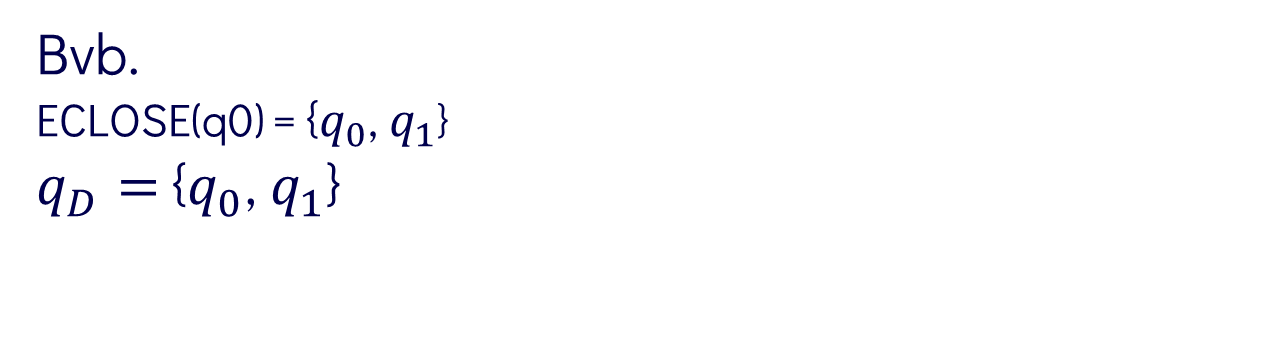 Bvb.
ECLOSE(q0) = {q₀, q₁}
q_D = {q₀, q₁}